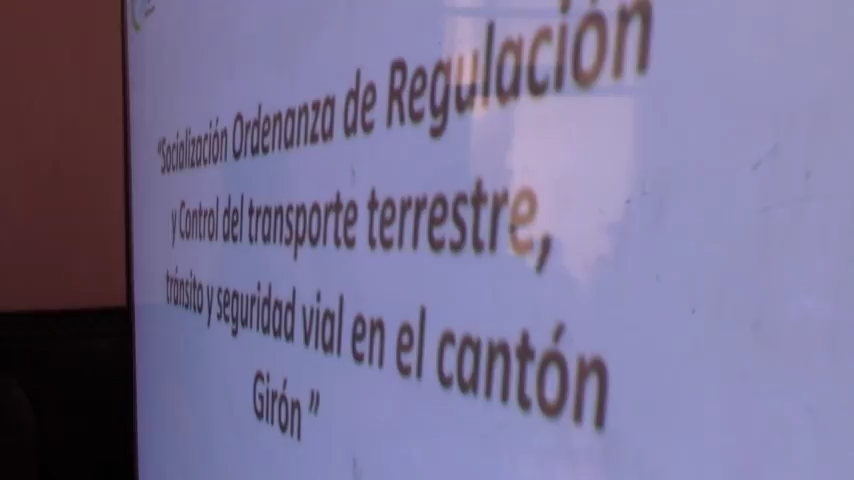 “Socialización Ordenanza de Regulación
y Control del transporte terrestre,
tránsito y seguridad vial en el cantón
Girón ”